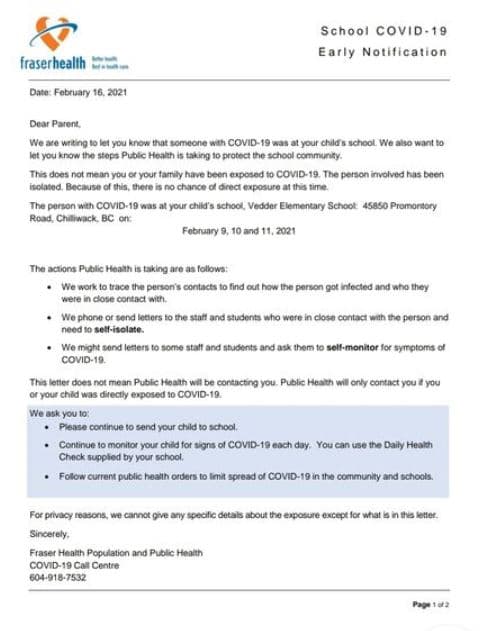 School COVID-19
Early Notification
fraserhealth
Better health.
Best in health care.
Date: February 16, 2021
Dear Parent,
We are writing to let you know that someone with COVID-19 was at your child's school. We also want to
let you know the steps Public Health is taking to protect the school community.
This does not mean you or your family have been exposed to COVID-19. The person involved has been
isolated. Because of this, there is no chance of direct exposure at this time.
The person with COVID-19 was at your child's school, Vedder Elementary School: 45850 Promontory
Road, Chilliwack, BC on:
February 9, 10 and 11, 2021
The actions Public Health is taking are as follows:
• We work to trace the person's contacts to find out how the person got infected and who they
were in close contact with.
• We phone or send letters to the staff and students who were in close contact with the person and
need to self-isolate.
• We might send letters to some staff and students and ask them to self-monitor for symptoms of
COVID-19.
This letter does not mean Public Health will be contacting you. Public Health will only contact you if you
or your child was directly exposed to COVID-19.
We ask you to:
• Please continue to send your child to school.
• Continue to monitor your child for signs of COVID-19 each day. You can use the Daily Health
Check supplied by your school.
• Follow current public health orders to limit spread of COVID-19 in the community and schools.
For privacy reasons, we cannot give any specific details about the exposure except for what is in this letter.
Sincerely,
Fraser Health Population and Public Health
COVID-19 Call Centre
604-918-7532
Page 1 of 2